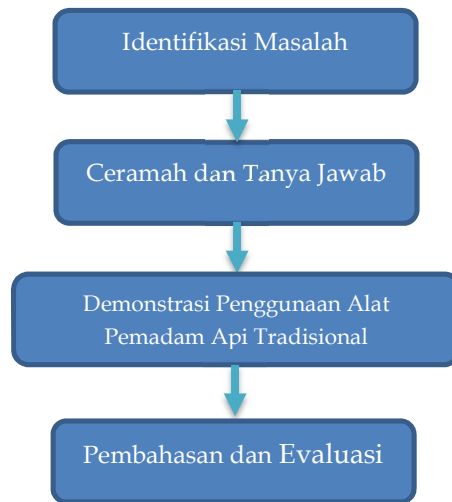 Identifikasi Masalah
Ceramah dan Tanya Jawab
Demonstrasi Penggunaan Alat
Pemadam Api Tradisional
Pembahasan dan Evaluasi